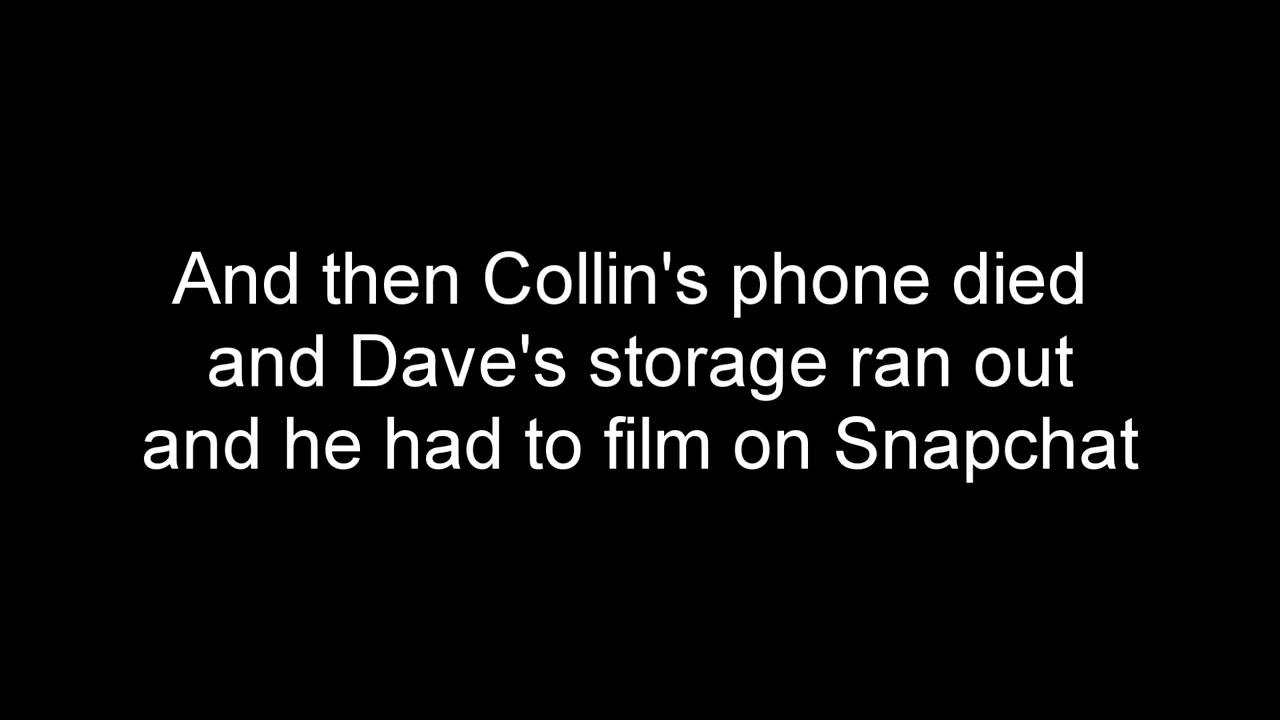 And then Collin's phone died
and Dave's storage ran out
and he had to film on Snapchat